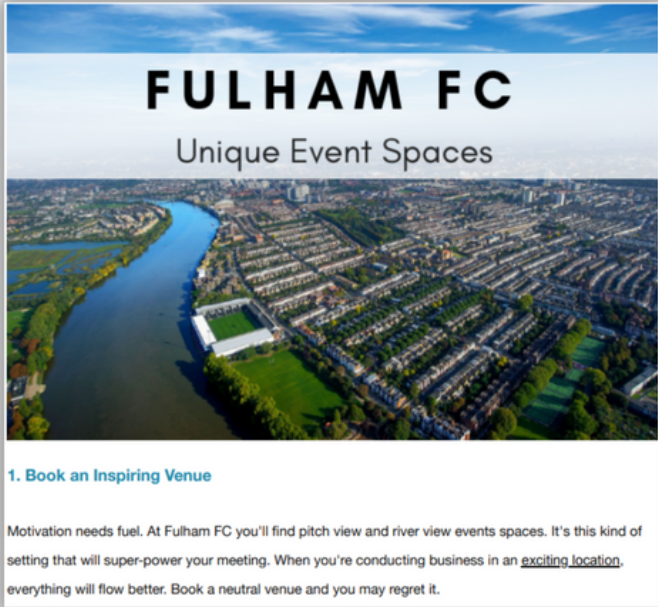 FULHAM FC
Unique Event Spaces
1. Book an Inspiring Venue
Motivation needs fuel. At Fulham FC you'll find pitch view and river view events spaces. It's this kind of
setting that will super-power your meeting. When you're conducting business in an exciting location,
everything will flow better. Book a neutral venue and you may regret it.